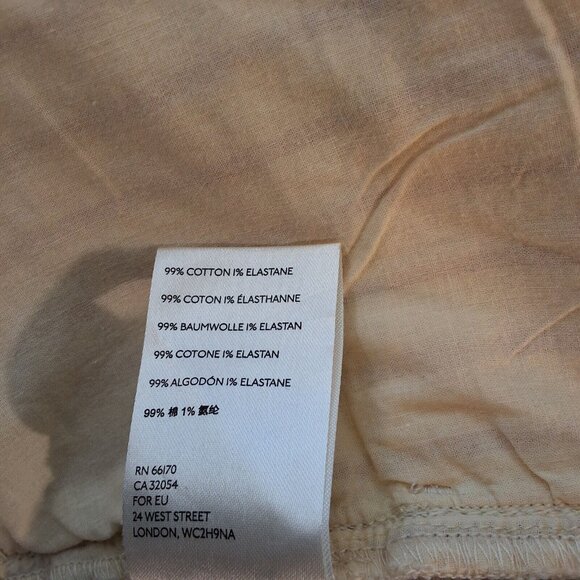 99% COTTON 1% ELASTANE
99% COTON 1% ÉLASTHANNE
99% BAUMWOLLE 1% ELASTAN
99% COTONE 1% ELASTAN
99% ALGODÓN 1% ELASTANE
99% 棉 1% 氨纶
RN 66170
CA 32054
FOR EU
24 WEST STREET
LONDON, WC2H9NA